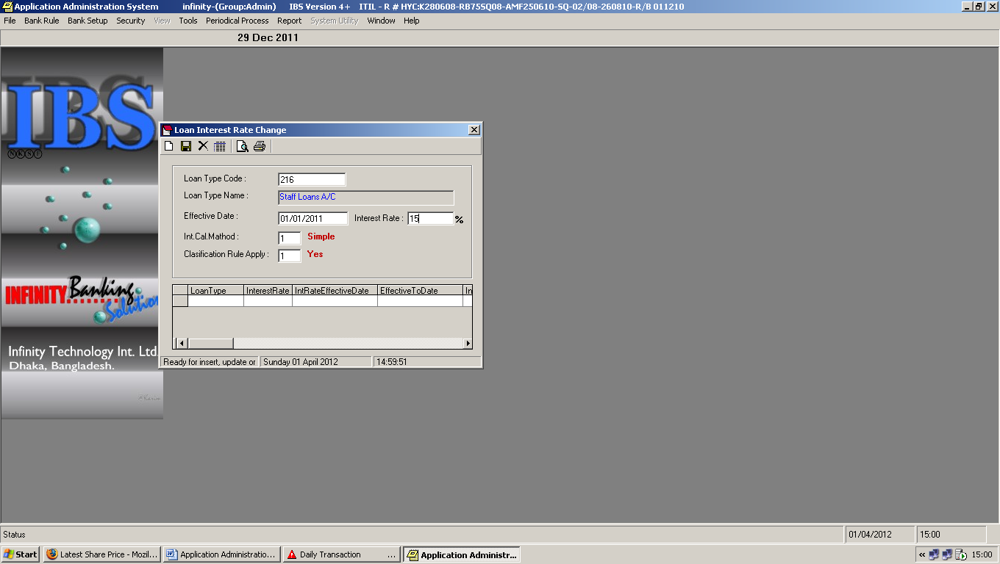 Application Administration System infinity-(Group:Admin) IBS Version 4+ ITIL - R # HYC:K280608-RB75SQ08-AMF250610-SQ-02/08-260810-R/B 011210
File Bank Rule Bank Setup Security View Tools Periodical Process Report System Utility Window Help
29 Dec 2011
IBS
NKSF
INFINITY Banking
Solution
Infinity Technology Int. Ltd
Dhaka, Bangladesh.
Loan Interest Rate Change
Loan Type Code : 216
Loan Type Name : Staff Loans A/C
Effective Date : 01/01/2011 Interest Rate : 15 %
Int.Cal.Mathod : 1 Simple
Clasification Rule Apply : 1 Yes
LoanType InterestRate IntRateEffectiveDate EffectiveToDate In
Ready for insert, update or Sunday 01 April 2012 14:59:51
Status 01/04/2012 15:00
Start Latest Share Price - Mozil... Application Administratio... Daily Transaction ... Application Administr... « 15:00